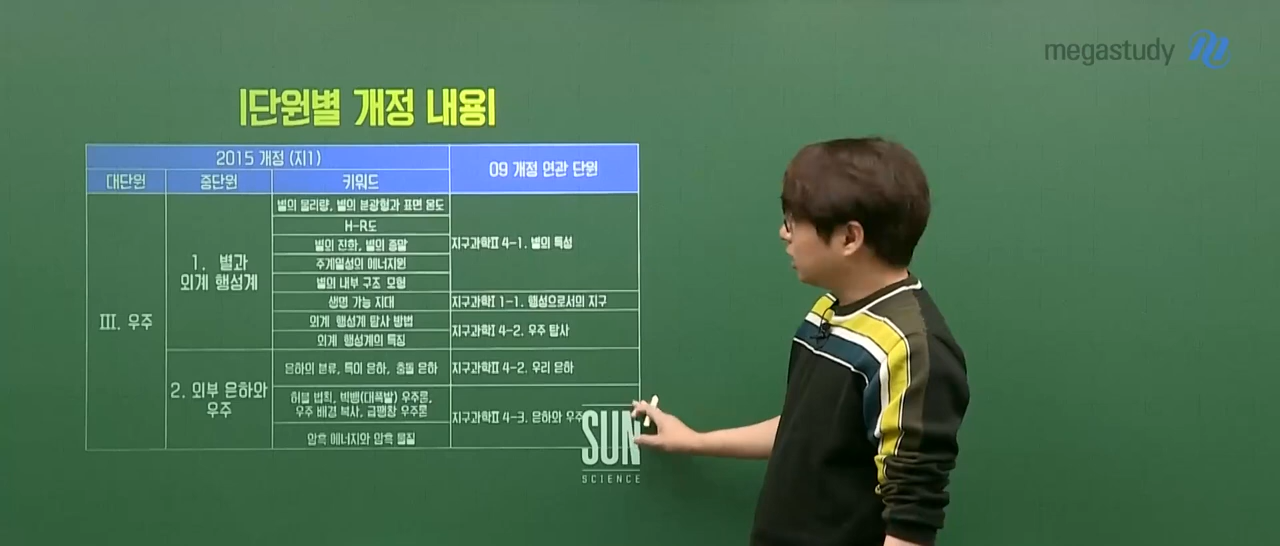 megastudy
|단원별 개정 내용|
2015 개정 (지1)
09 개정 연관 단원
대단원
중단원
키워드
별의 물리량, 별의 분광형과 표면 온도
H-R도
별의 진화, 별의 종말
주계열성의 에너지원
별의 내부 구조 모형
지구과학Ⅱ 4-1. 별의 특성
1. 별과
외계 행성계
생명 가능 지대
지구과학Ⅰ 1-1. 행성으로서의 지구
Ⅲ. 우주
외계 행성계 탐사 방법
외계 행성계의 특징
지구과학Ⅰ 4-2. 우주 탐사
2. 외부 은하와
우주
은하의 분류, 특이 은하, 충돌 은하
지구과학Ⅱ 4-2. 우리 은하
허블 법칙, 빅뱅(대폭발) 우주론,
우주 배경 복사, 급팽창 우주론
암흑 에너지와 암흑 물질
지구과학Ⅱ 4-3. 은하와 우주
SUN
SCIENCE